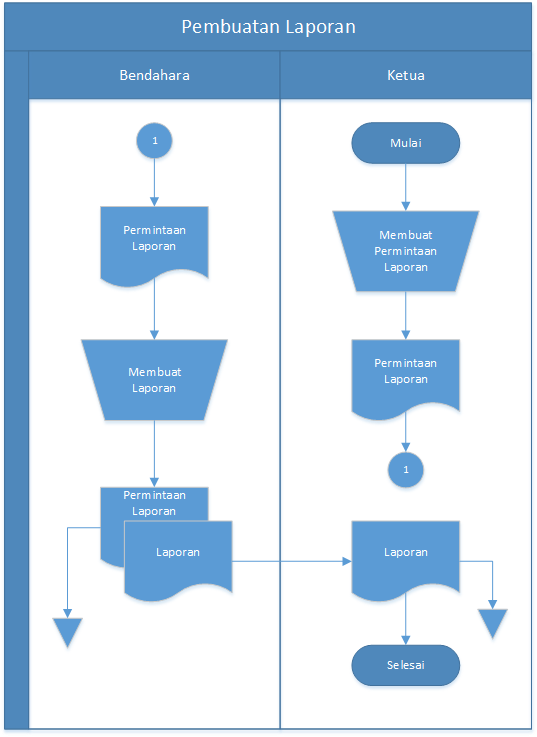 Pembuatan Laporan
Bendahara
Ketua
1
Permintaan
Laporan
Membuat
Laporan
Permintaan
Laporan
Laporan
Mulai
Membuat
Permintaan
Laporan
Permintaan
Laporan
1
Laporan
Selesai